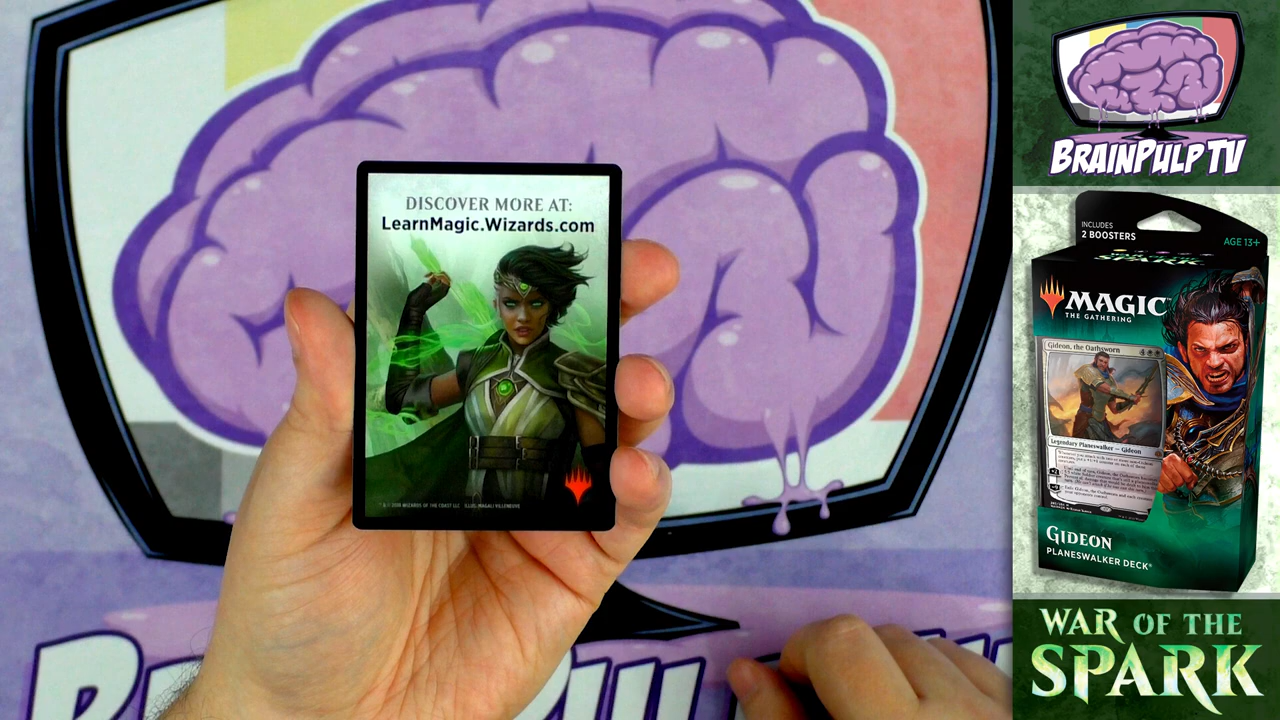 DISCOVER MORE AT:
LearnMagic.Wizards.com
BRAINPULP TV
INCLUDES
2 BOOSTERS
AGE 13+
SPARK
MAGIC
THE GATHERING
Gideon, the Oathsworn
Legendary Planeswalker — Gideon
GIDEON
PLANESWALKER DECK
WAR OF THE
SPARK